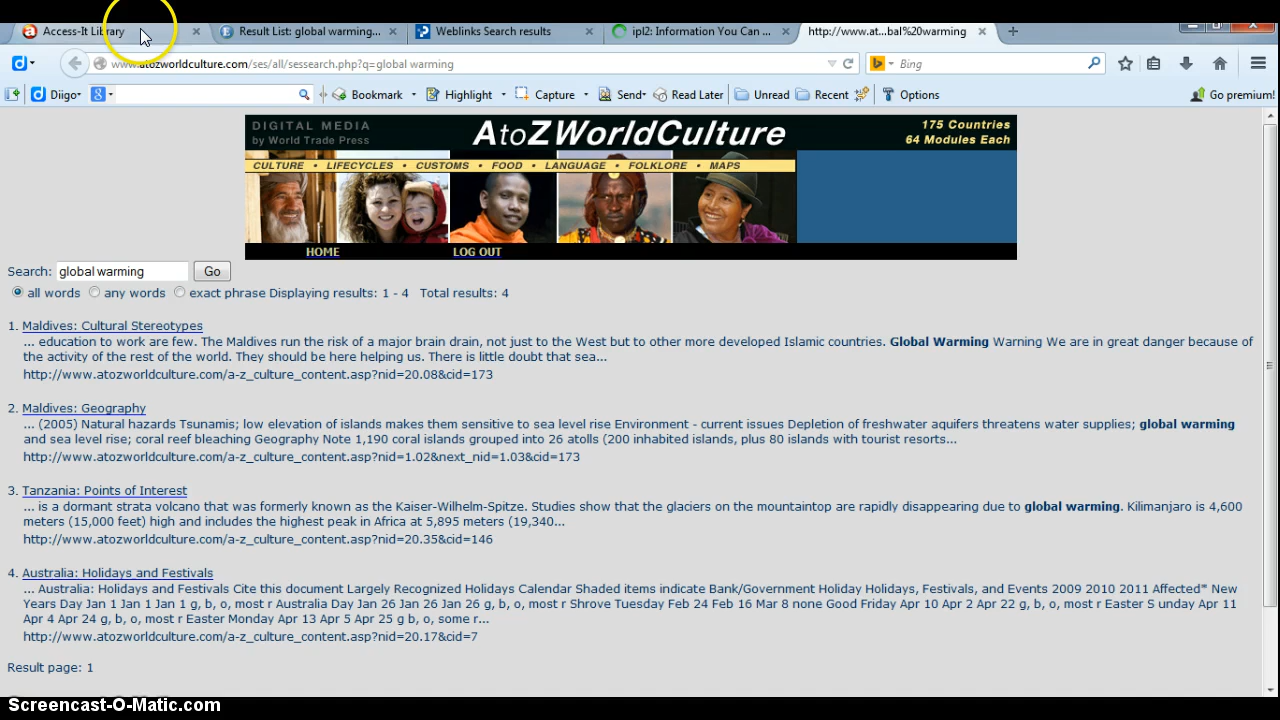 Access-It Library
Result List: global warming...
Weblinks Search results
ipl2: Information You Can ...
http://www.at...bal%20warming
www.atozworldculture.com/ses/all/sessearch.php?q=global warming
Bing
Diigo
Bookmark
Highlight
Capture
Send
Read Later
Unread
Recent
Options
Go premium!
DIGITAL MEDIA
by World Trade Press
AtoZWorldCulture
175 Countries
64 Modules Each
CULTURE • LIFECYCLES • CUSTOMS • FOOD • LANGUAGE • FOLKLORE • MAPS
HOME
LOG OUT
Search: global warming Go
all words any words exact phrase Displaying results: 1 - 4 Total results: 4
1. Maldives: Cultural Stereotypes
... education to work are few. The Maldives run the risk of a major brain drain, not just to the West but to other more developed Islamic countries. Global Warming Warning We are in great danger because of
the activity of the rest of the world. They should be here helping us. There is little doubt that sea...
http://www.atozworldculture.com/a-z_culture_content.asp?nid=20.08&cid=173
2. Maldives: Geography
... (2005) Natural hazards Tsunamis; low elevation of islands makes them sensitive to sea level rise Environment - current issues Depletion of freshwater aquifers threatens water supplies; global warming
and sea level rise; coral reef bleaching Geography Note 1,190 coral islands grouped into 26 atolls (200 inhabited islands, plus 80 islands with tourist resorts...
http://www.atozworldculture.com/a-z_culture_content.asp?nid=1.02&next_nid=1.03&cid=173
3. Tanzania: Points of Interest
... is a dormant strata volcano that was formerly known as the Kaiser-Wilhelm-Spitze. Studies show that the glaciers on the mountaintop are rapidly disappearing due to global warming. Kilimanjaro is 4,600
meters (15,000 feet) high and includes the highest peak in Africa at 5,895 meters (19,340...
http://www.atozworldculture.com/a-z_culture_content.asp?nid=20.35&cid=146
4. Australia: Holidays and Festivals
... Australia: Holidays and Festivals Cite this document Largely Recognized Holidays Calendar Shaded items indicate Bank/Government Holiday Holidays, Festivals, and Events 2009 2010 2011 Affected* New
Years Day Jan 1 Jan 1 Jan 1 g, b, o, most r Australia Day Jan 26 Jan 26 Jan 26 g, b, o, most r Shrove Tuesday Feb 24 Feb 16 Mar 8 none Good Friday Apr 10 Apr 2 Apr 22 g, b, o, most r Easter S unday Apr 11
Apr 4 Apr 24 g, b, o, most r Easter Monday Apr 13 Apr 5 Apr 25 g b, o, some r...
http://www.atozworldculture.com/a-z_culture_content.asp?nid=20.17&cid=7
Result page: 1
Screencast-O-Matic.com